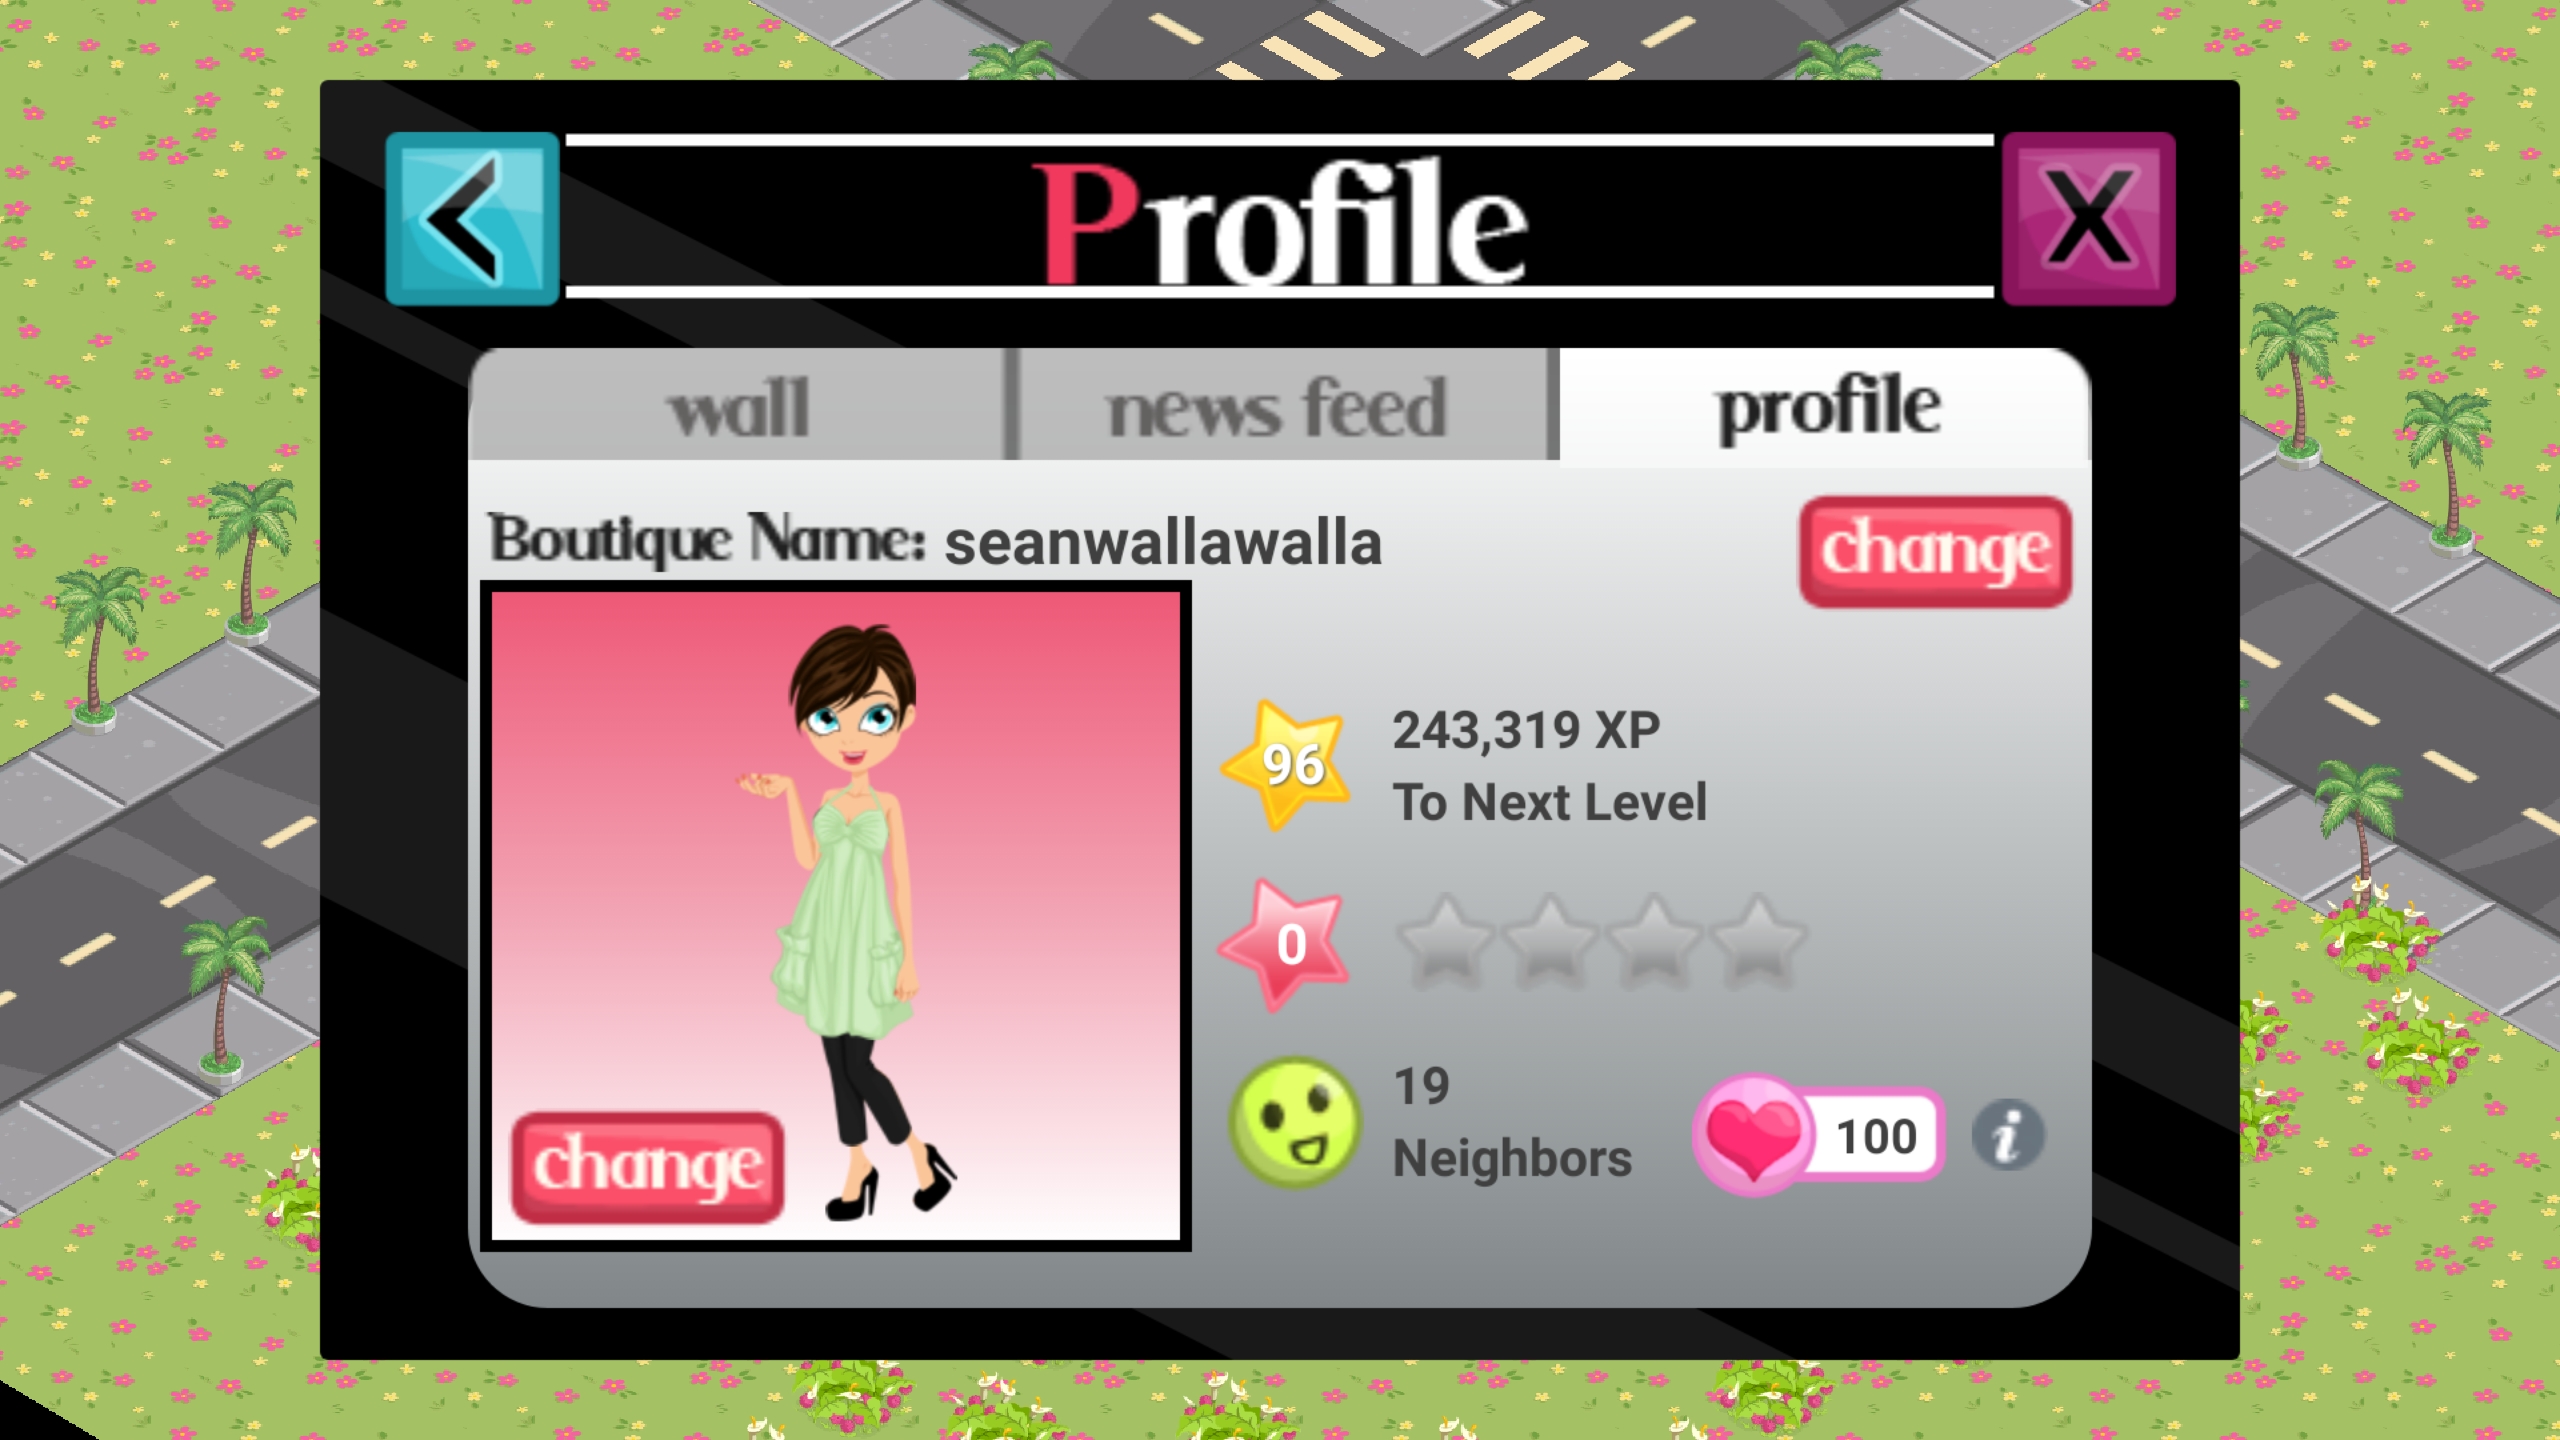 Profile
wall
news feed
profile
Boutique Name: seanwallawalla
change
96
243,319 XP
To Next Level
0
19
Neighbors
100
i
change
X